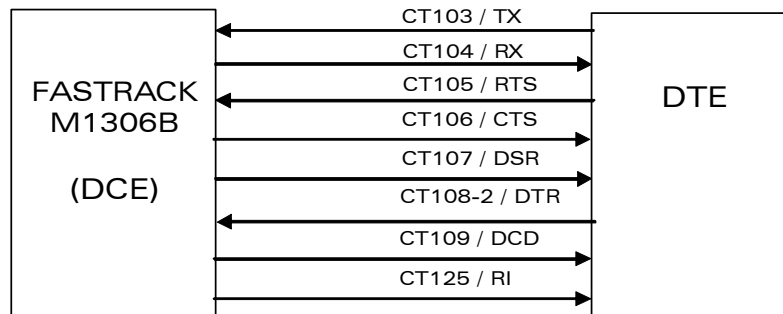 CT103 / TX
CT104 / RX
CT105 / RTS
CT106 / CTS
CT107 / DSR
CT108-2 / DTR
CT109 / DCD
CT125 / RI
FASTRACK
M1306B
(DCE)
DTE